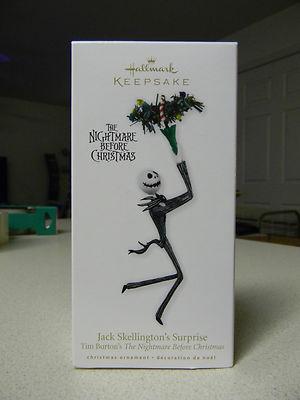 Hallmark
KEEPSAKE
THE
NIGHTMARE
BEFORE
CHRISTMAS
Jack Skellington's Surprise
Tim Burton's The Nightmare Before Christmas
christmas ornament • décoration de noël